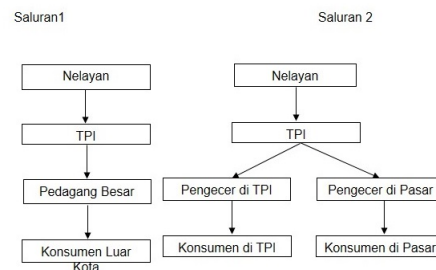 Saluran1
Saluran 2
Nelayan
Nelayan
TPI
TPI
Pedagang Besar
Pengecer di TPI
Pengecer di Pasar
Konsumen Luar
Kota
Konsumen di TPI
Konsumen di Pasar